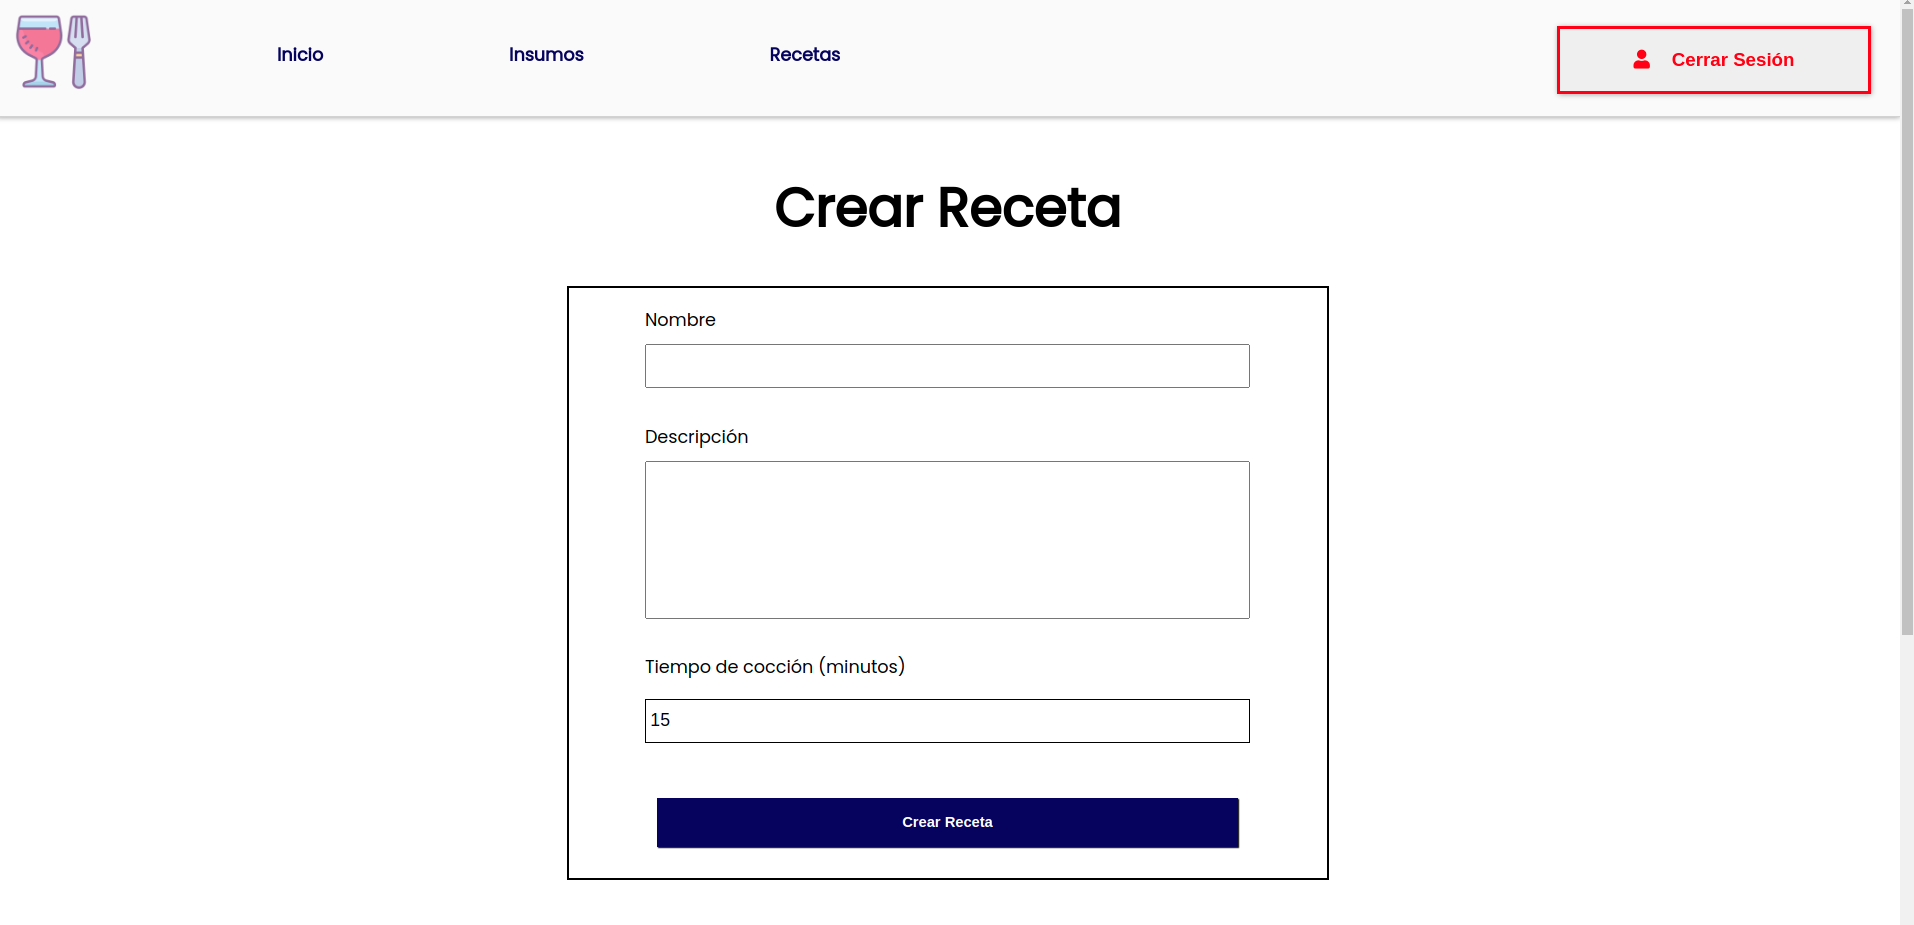 Inicio
Insumos
Recetas
Cerrar Sesión
Crear Receta
Nombre
Descripción
Tiempo de cocción (minutos)
15
Crear Receta